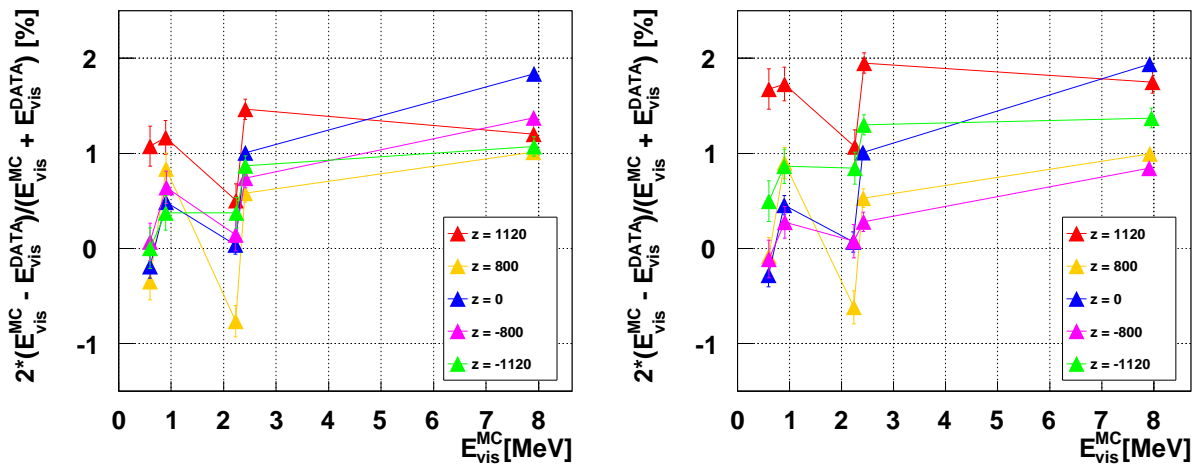 2*(E_vis^MC - E_vis^DATA)/(E_vis^MC + E_vis^DATA) [%]
2
1
0
-1
z = 1120
z = 800
z = 0
z = -800
z = -1120
0 1 2 3 4 5 6 7 8
E_vis^MC[MeV]
2*(E_vis^MC - E_vis^DATA)/(E_vis^MC + E_vis^DATA) [%]
2
1
0
-1
z = 1120
z = 800
z = 0
z = -800
z = -1120
0 1 2 3 4 5 6 7 8
E_vis^MC[MeV]